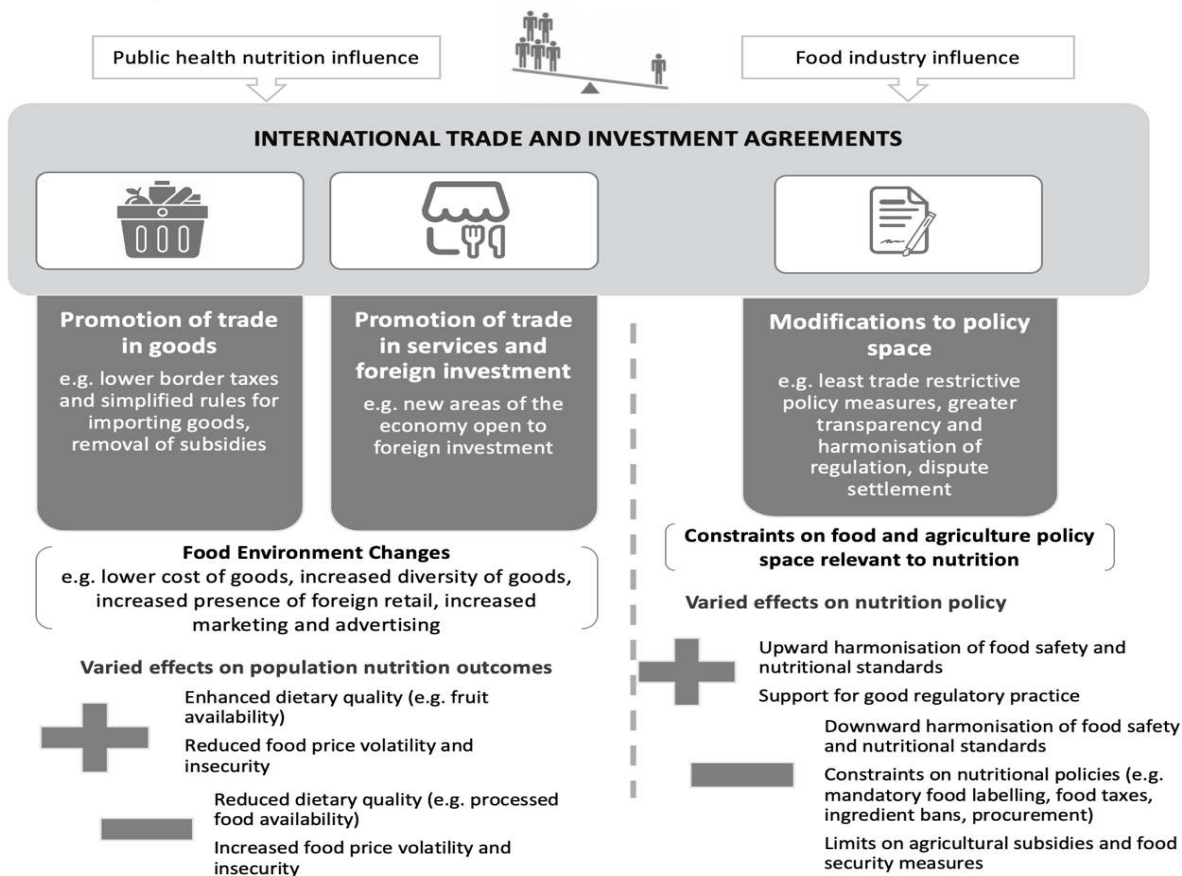 Public health nutrition influence
Food industry influence
INTERNATIONAL TRADE AND INVESTMENT AGREEMENTS
Promotion of trade
in goods
e.g. lower border taxes
and simplified rules for
importing goods,
removal of subsidies
Promotion of trade
in services and
foreign investment
e.g. new areas of the
economy open to
foreign investment
Modifications to policy
space
e.g. least trade restrictive
policy measures, greater
transparency and
harmonisation of
regulation, dispute
settlement
Food Environment Changes
e.g. lower cost of goods, increased diversity of goods,
increased presence of foreign retail, increased
marketing and advertising
Varied effects on population nutrition outcomes
Enhanced dietary quality (e.g. fruit
availability)
Reduced food price volatility and
insecurity
Reduced dietary quality (e.g. processed
food availability)
Increased food price volatility and
insecurity
Constraints on food and agriculture policy
space relevant to nutrition
Varied effects on nutrition policy
Upward harmonisation of food safety and
nutritional standards
Support for good regulatory practice
Downward harmonisation of food safety
and nutritional standards
Constraints on nutritional policies (e.g.
mandatory food labelling, food taxes,
ingredient bans, procurement)
Limits on agricultural subsidies and food
security measures